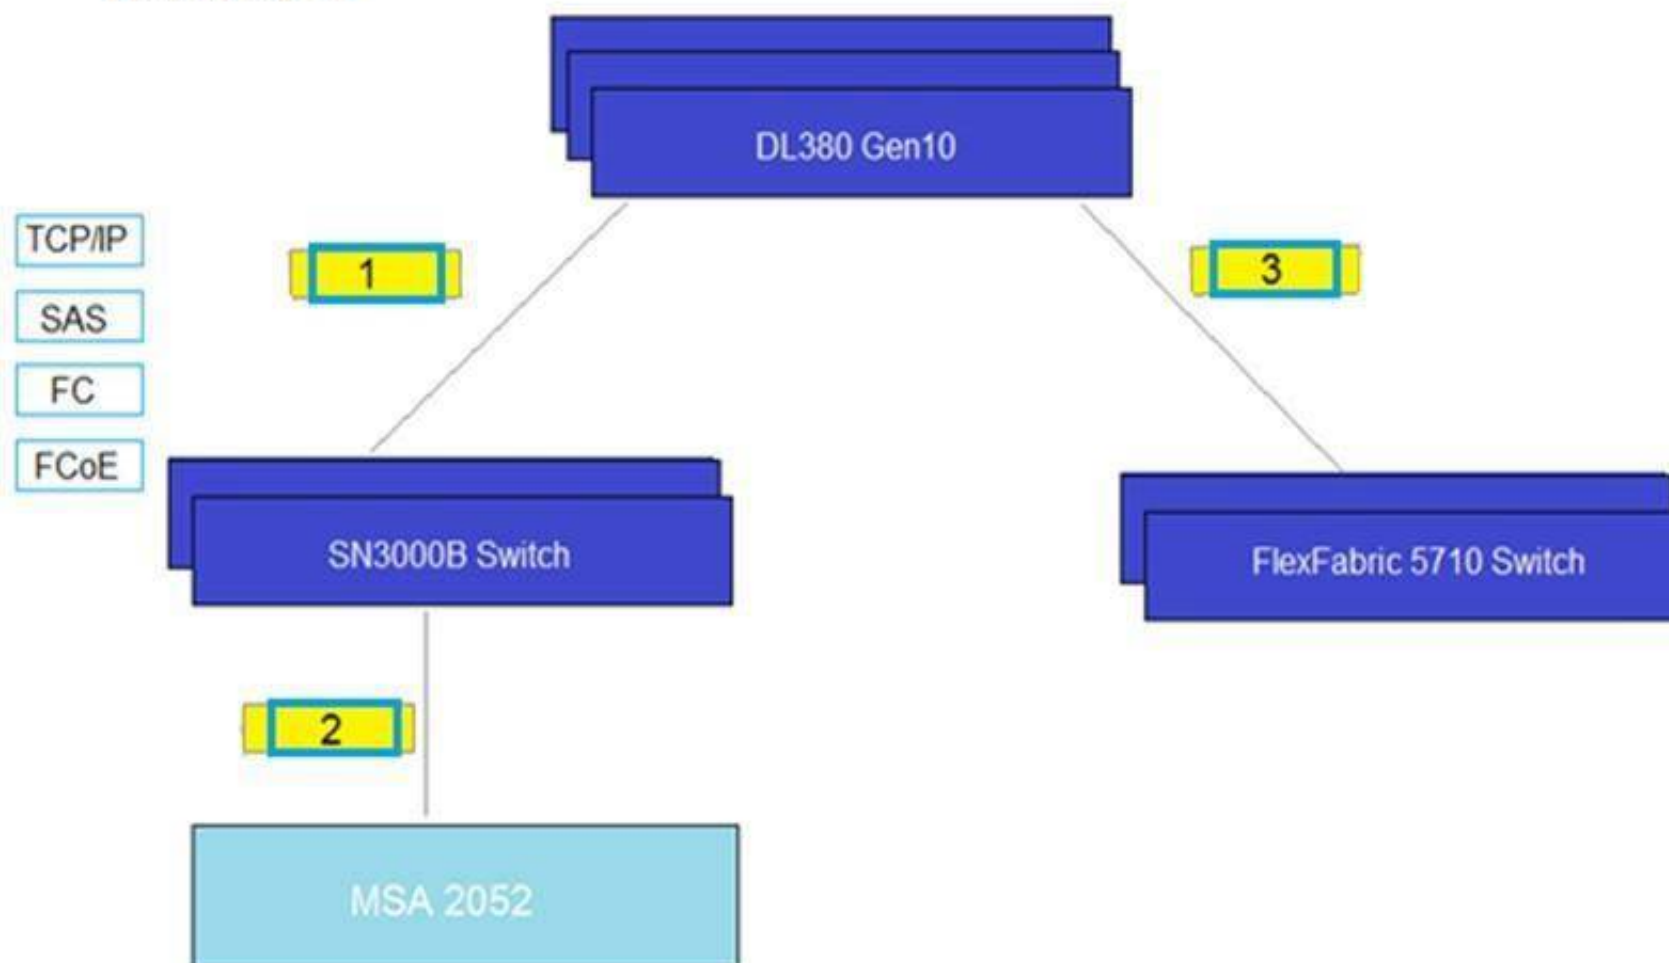 DL380 Gen10
TCP/IP
1
3
SAS
FC
FCoE
SN3000B Switch
FlexFabric 5710 Switch
2
MSA 2052